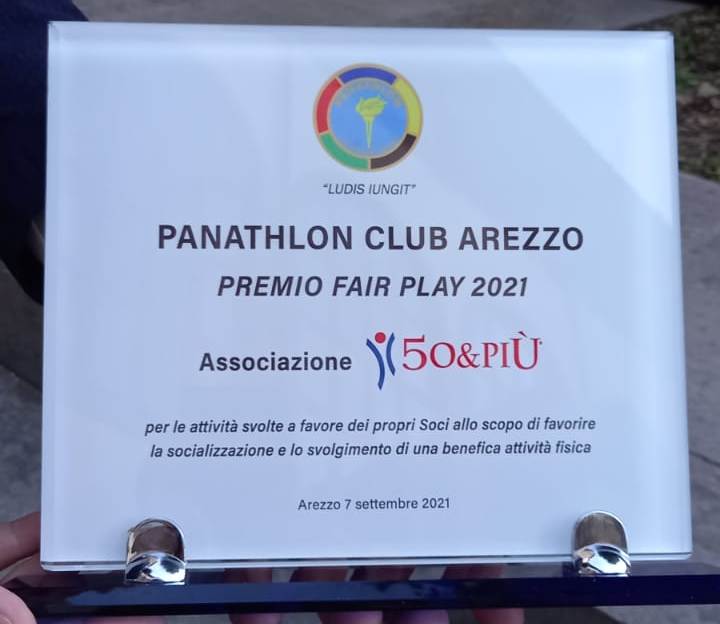 "LUDIS IUNGIT"
PANATHLON CLUB AREZZO
PREMIO FAIR PLAY 2021
Associazione 50&PIÙ
per le attività svolte a favore dei propri Soci allo scopo di favorire
la socializzazione e lo svolgimento di una benefica attività fisica
Arezzo 7 settembre 2021